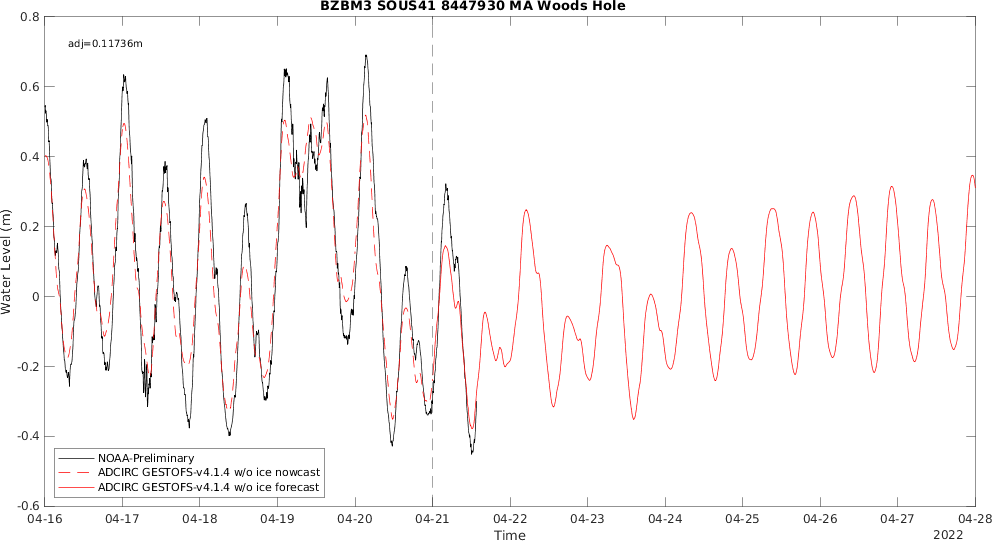 BZBM3 SOUS41 8447930 MA Woods Hole
adj=0.11736m
Water Level (m)
0.8
0.6
0.4
0.2
0
-0.2
-0.4
-0.6
NOAA-Preliminary
ADCIRC GESTOFS-v4.1.4 w/o ice nowcast
ADCIRC GESTOFS-v4.1.4 w/o ice forecast
04-16 04-17 04-18 04-19 04-20 04-21 04-22 04-23 04-24 04-25 04-26 04-27 04-28
Time
2022